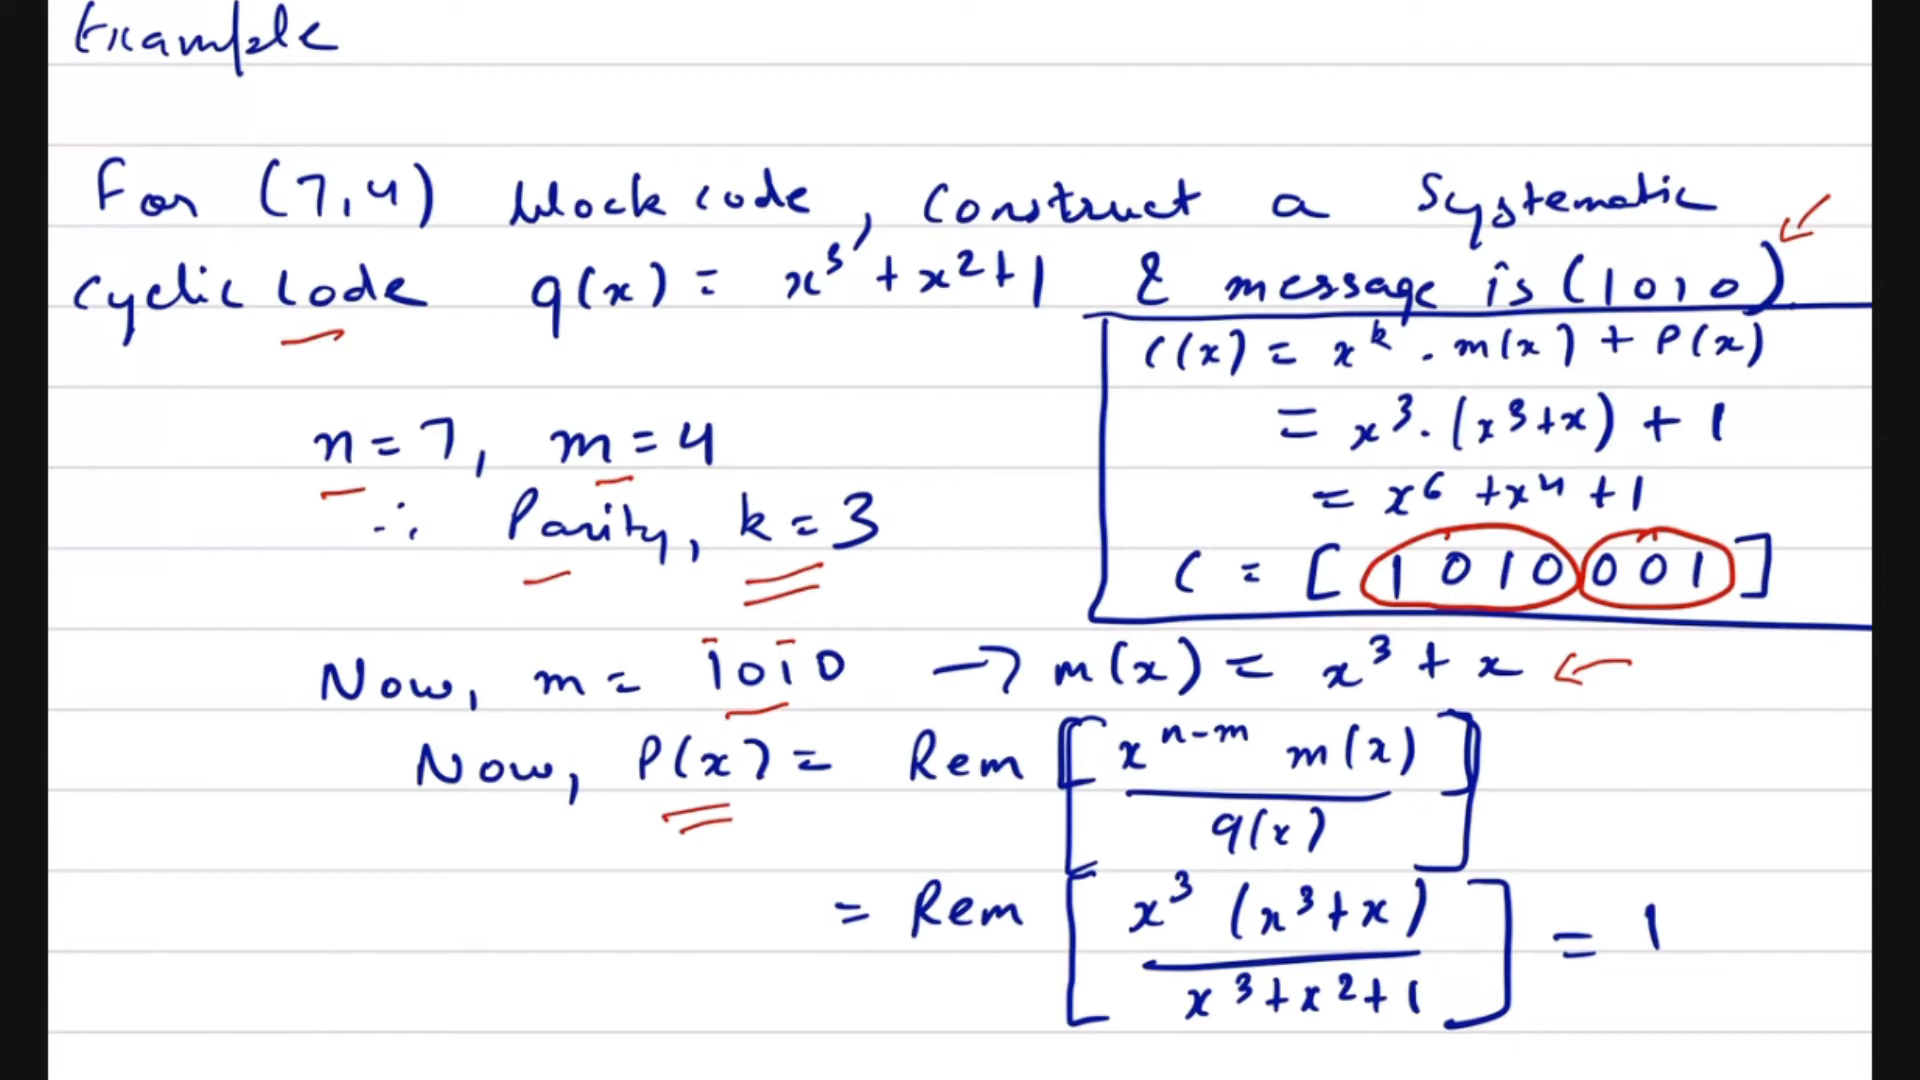 Example
For (7,4) block code, construct a systematic
cyclic code g(x) = x³ + x² + 1 & message is (1010)
C(x) = x^k . m(x) + P(x)
= x³ . (x³+x) + 1
= x⁶ + x⁴ + 1
C = [1 0 1 0 0 0 1]
n = 7, m = 4
∴ Parity, k = 3
Now, m = 1010 → m(x) = x³ + x
Now, P(x) = Rem [x^(n-m) m(x) / g(x)]
= Rem [x³ (x³+x) / x³+x²+1] = 1